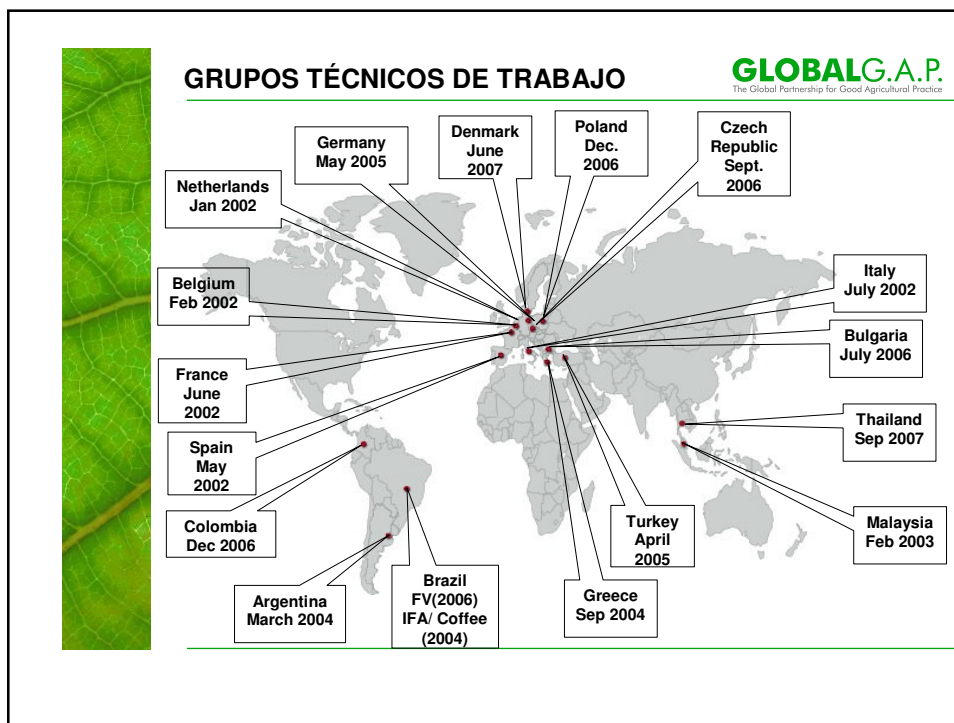 GRUPOS TÉCNICOS DE TRABAJO
GLOBALG.A.P.
The Global Partnership for Good Agricultural Practice
Germany
May 2005
Denmark
June
2007
Poland
Dec.
2006
Czech
Republic
Sept.
2006
Netherlands
Jan 2002
Belgium
Feb 2002
Italy
July 2002
Bulgaria
July 2006
France
June
2002
Thailand
Sep 2007
Spain
May
2002
Colombia
Dec 2006
Malaysia
Feb 2003
Turkey
April
2005
Argentina
March 2004
Brazil
FV(2006)
IFA/ Coffee
(2004)
Greece
Sep 2004